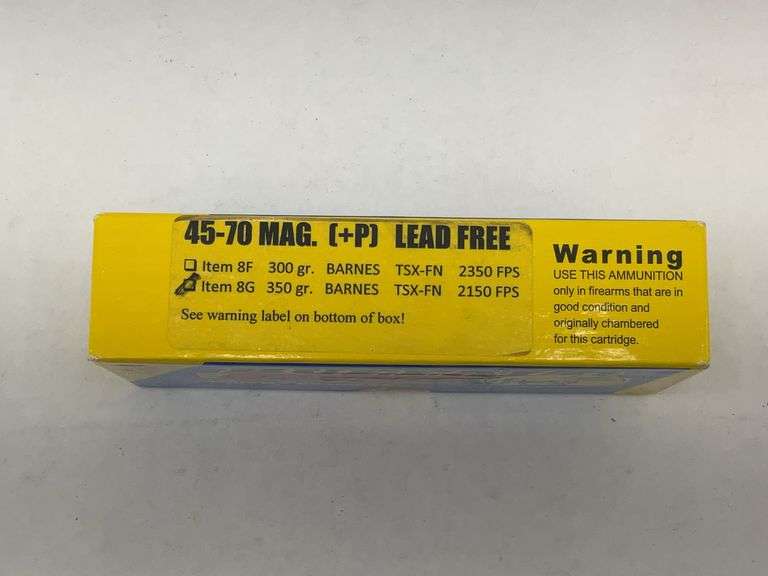 45-70 MAG. (+P) LEAD FREE
Item 8F 300 gr. BARNES TSX-FN 2350 FPS
Item 8G 350 gr. BARNES TSX-FN 2150 FPS
See warning label on bottom of box!
Warning
USE THIS AMMUNITION
only in firearms that are in
good condition and
originally chambered
for this cartridge.